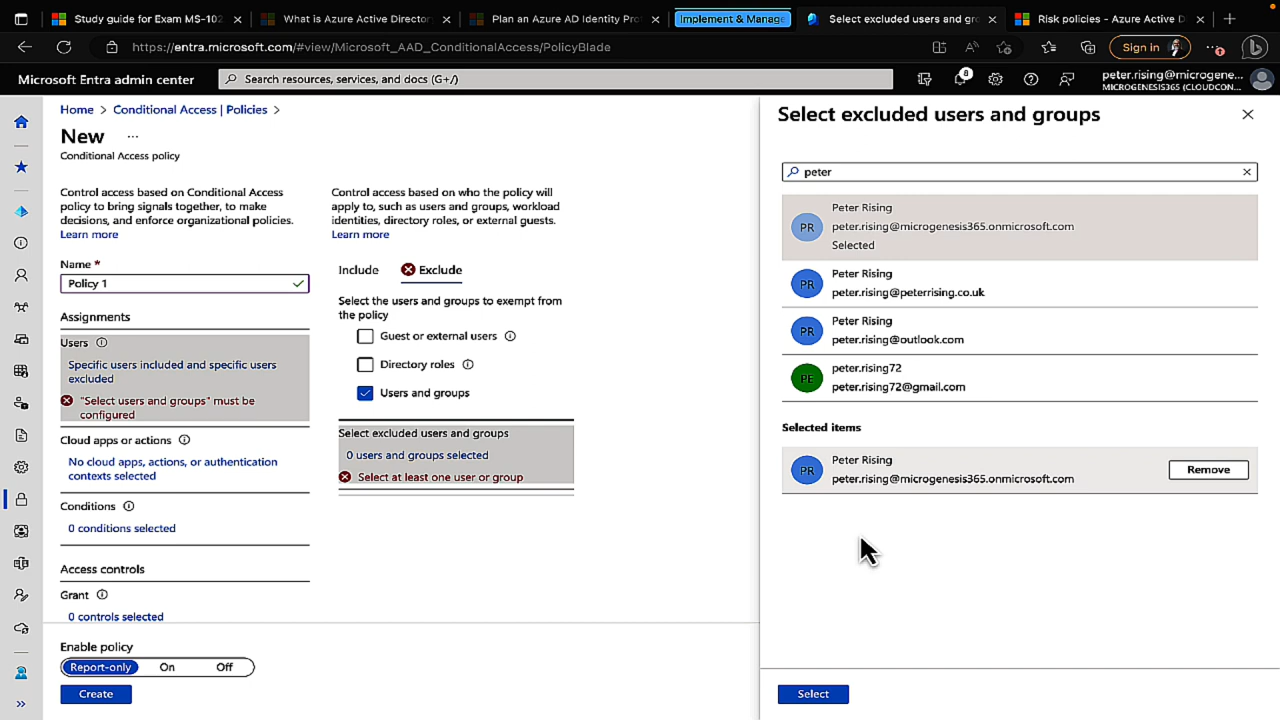 Study guide for Exam MS-102
What is Azure Active Director
Plan an Azure AD Identity Pro
Implement & Manage
Select excluded users and gro
Risk policies - Azure Active D
https://entra.microsoft.com/#view/Microsoft_AAD_ConditionalAccess/PolicyBlade
Sign in
Microsoft Entra admin center
Search resources, services, and docs (G+/)
8
peter.rising@microgene...
MICROGENESIS365 (CLOUDCON...
Home > Conditional Access | Policies >
New ...
Conditional Access policy
Control access based on Conditional Access
policy to bring signals together, to make
decisions, and enforce organizational policies.
Learn more
Name *
Policy 1
Assignments
Users
Specific users included and specific users
excluded
"Select users and groups" must be
configured
Cloud apps or actions
No cloud apps, actions, or authentication
contexts selected
Conditions
0 conditions selected
Access controls
Grant
0 controls selected
Enable policy
Report-only On Off
Create
Control access based on who the policy will
apply to, such as users and groups, workload
identities, directory roles, or external guests.
Learn more
Include Exclude
Select the users and groups to exempt from
the policy
Guest or external users
Directory roles
Users and groups
Select excluded users and groups
0 users and groups selected
Select at least one user or group
Select excluded users and groups
peter
PR
Peter Rising
peter.rising@microgenesis365.onmicrosoft.com
Selected
PR
Peter Rising
peter.rising@peterrising.co.uk
PR
Peter Rising
peter.rising@outlook.com
PE
peter.rising72
peter.rising72@gmail.com
Selected items
PR
Peter Rising
peter.rising@microgenesis365.onmicrosoft.com
Remove
Select